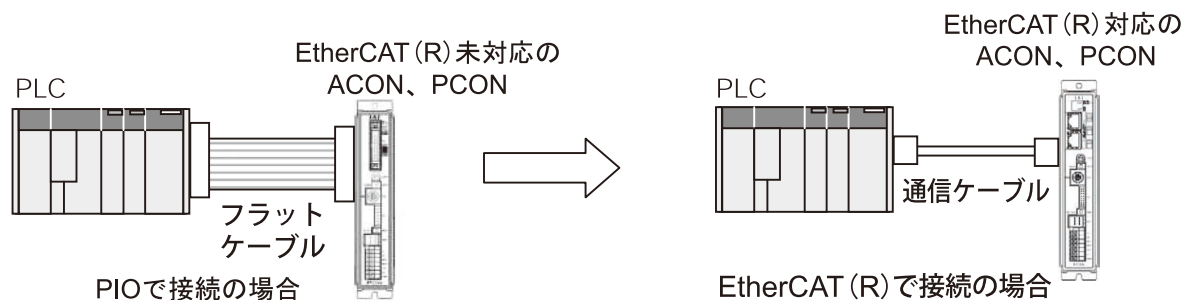 EtherCAT(R)未対応の
ACON、PCON
PLC
フラット
ケーブル
PIOで接続の場合
EtherCAT(R)対応の
ACON、PCON
PLC
通信ケーブル
EtherCAT(R)で接続の場合